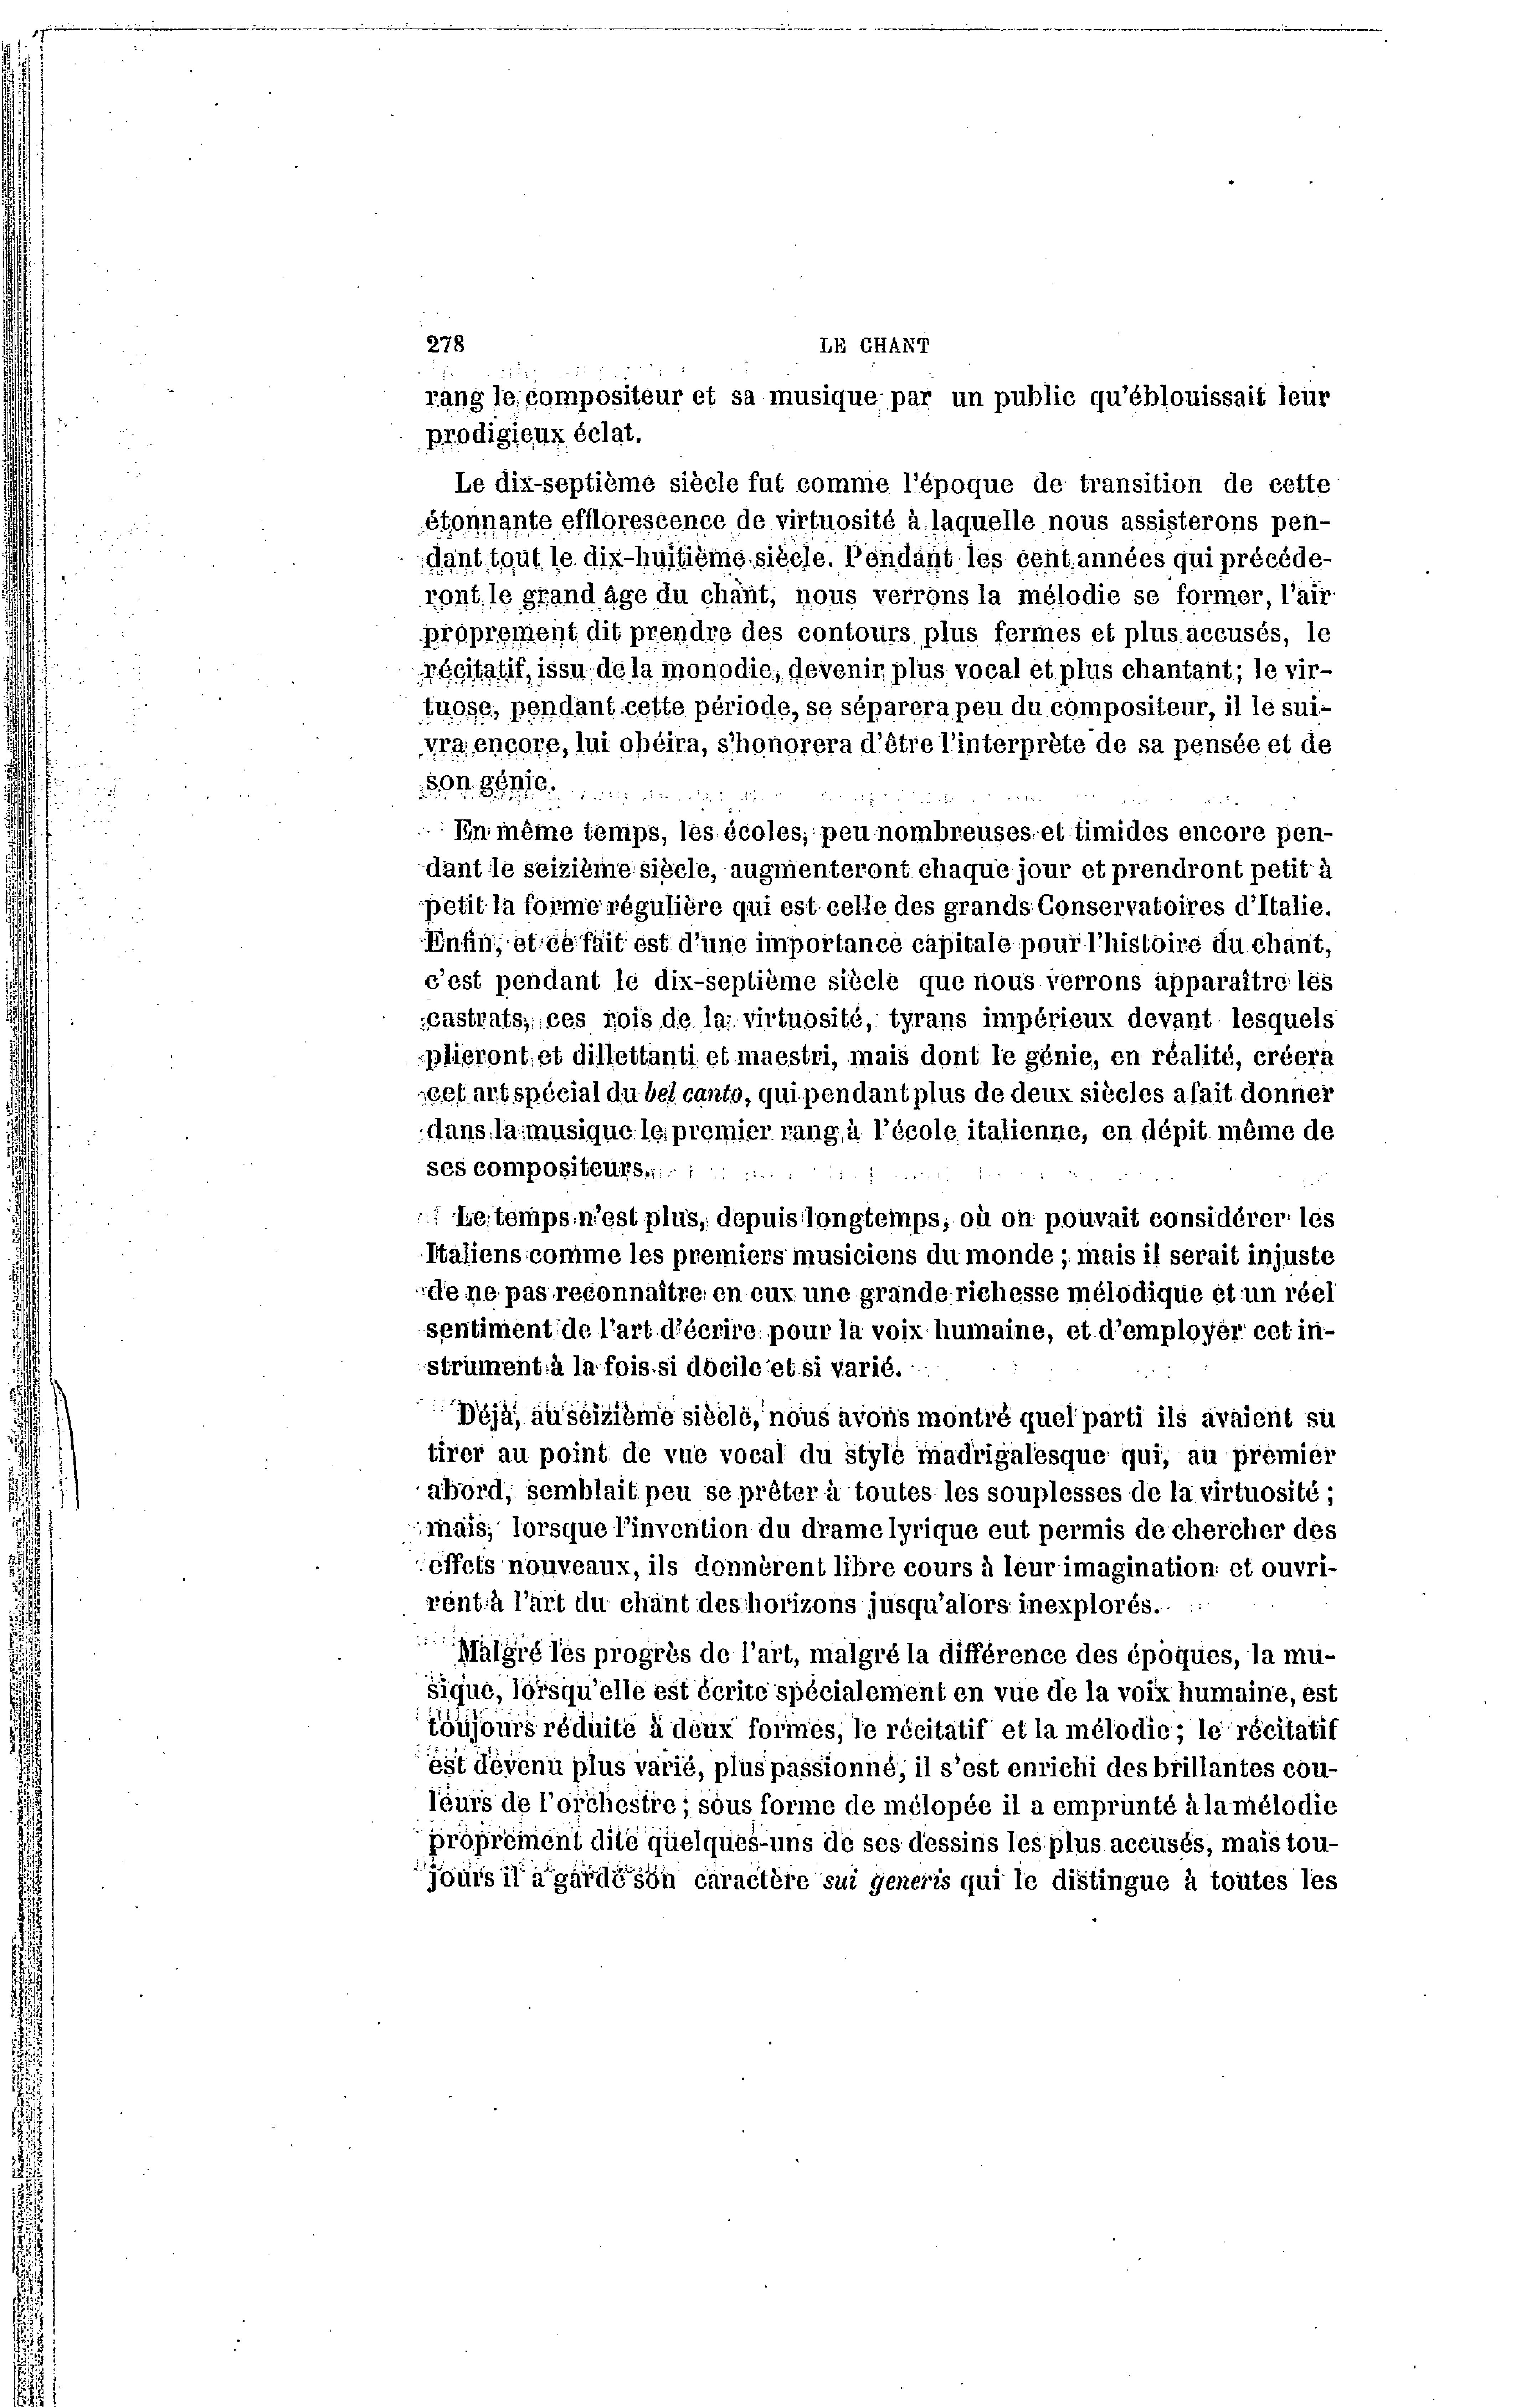 278
LE CHANT
rang le compositeur et sa musique par un public qu'éblouissait leur
prodigieux éclat.
Le dix-septième siècle fut comme l'époque de transition de cette
étonnante efflorescence de virtuosité à laquelle nous assisterons pen-
dant tout le dix-huitième siècle. Pendant les cent années qui précéde-
ront le grand âge du chant, nous verrons la mélodie se former, l'air
proprement dit prendre des contours plus fermes et plus accusés, le
récitatif, issu de la monodie, devenir plus vocal et plus chantant; le vir-
tuose, pendant cette période, se séparera peu du compositeur, il le sui-
vra encore, lui obéira, s'honorera d'être l'interprète de sa pensée et de
son génie.
En même temps, les écoles, peu nombreuses et timides encore pen-
dant le seizième siècle, augmenteront chaque jour et prendront petit à
petit la forme régulière qui est celle des grands Conservatoires d'Italie.
Enfin, et ce fait est d'une importance capitale pour l'histoire du chant,
c'est pendant le dix-septième siècle que nous verrons apparaître les
castrats, ces rois de la virtuosité, tyrans impérieux devant lesquels
plieront et dillettanti et maestri, mais dont le génie, en réalité, créera
cet art spécial du bel canto, qui pendant plus de deux siècles a fait donner
dans la musique le premier rang à l'école italienne, en dépit même de
ses compositeurs.
Le temps n'est plus, depuis longtemps, où on pouvait considérer les
Italiens comme les premiers musiciens du monde ; mais il serait injuste
de ne pas reconnaître en eux une grande richesse mélodique et un réel
sentiment de l'art d'écrire pour la voix humaine, et d'employer cet in-
strument à la fois si docile et si varié.
Déjà, au seizième siècle, nous avons montré quel parti ils avaient su
tirer au point de vue vocal du style madrigalesque qui, au premier
abord, semblait peu se prêter à toutes les souplesses de la virtuosité ;
mais, lorsque l'invention du drame lyrique eut permis de chercher des
effets nouveaux, ils donnèrent libre cours à leur imagination et ouvri-
rent à l'art du chant des horizons jusqu'alors inexplorés.
Malgré les progrès de l'art, malgré la différence des époques, la mu-
sique, lorsqu'elle est écrite spécialement en vue de la voix humaine, est
toujours réduite à deux formes, le récitatif et la mélodie ; le récitatif
est devenu plus varié, plus passionné, il s'est enrichi des brillantes cou-
leurs de l'orchestre ; sous forme de mélopée il a emprunté à la mélodie
proprement dite quelques-uns de ses dessins les plus accusés, mais tou-
jours il a gardé son caractère sui generis qui le distingue à toutes les